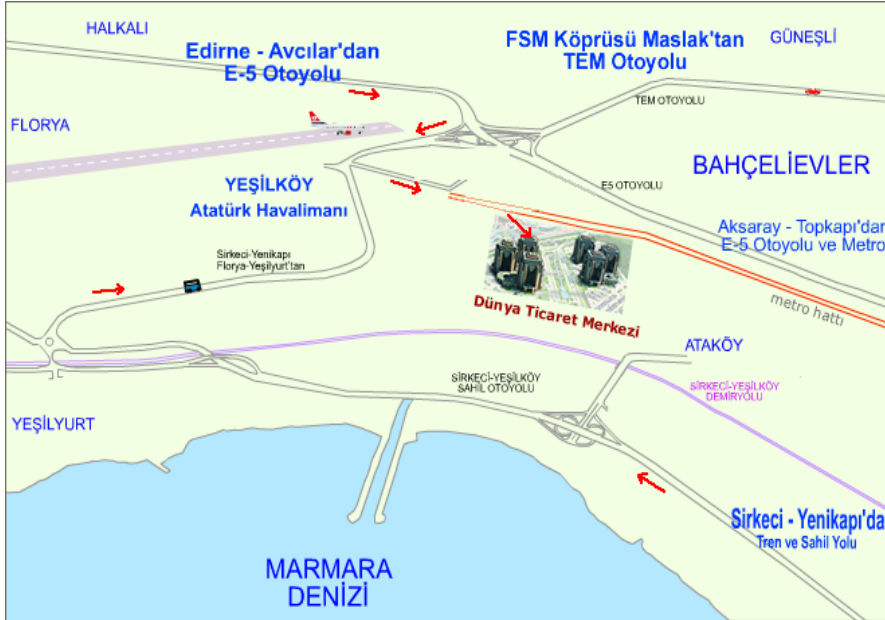 HALKALI
Edirne - Avcılar'dan
E-5 Otoyolu
FSM Köprüsü Maslak'tan
TEM Otoyolu
GÜNEŞLİ
TEM OTOYOLU
FLORYA
BAHÇELİEVLER
YEŞİLKÖY
Atatürk Havalimanı
E5 OTOYOLU
Aksaray - Topkapı'dan
E-5 Otoyolu ve Metro
Sirkeci-Yenikapı
Florya-Yeşilyurt'tan
Dünya Ticaret Merkezi
metro hattı
ATAKÖY
SİRKECİ-YEŞİLKÖY
SAHİL OTOYOLU
SİRKECİ-YEŞİLKÖY
DEMİRYOLU
YEŞİLYURT
Sirkeci - Yenikapı'da
Tren ve Sahil Yolu
MARMARA
DENİZİ